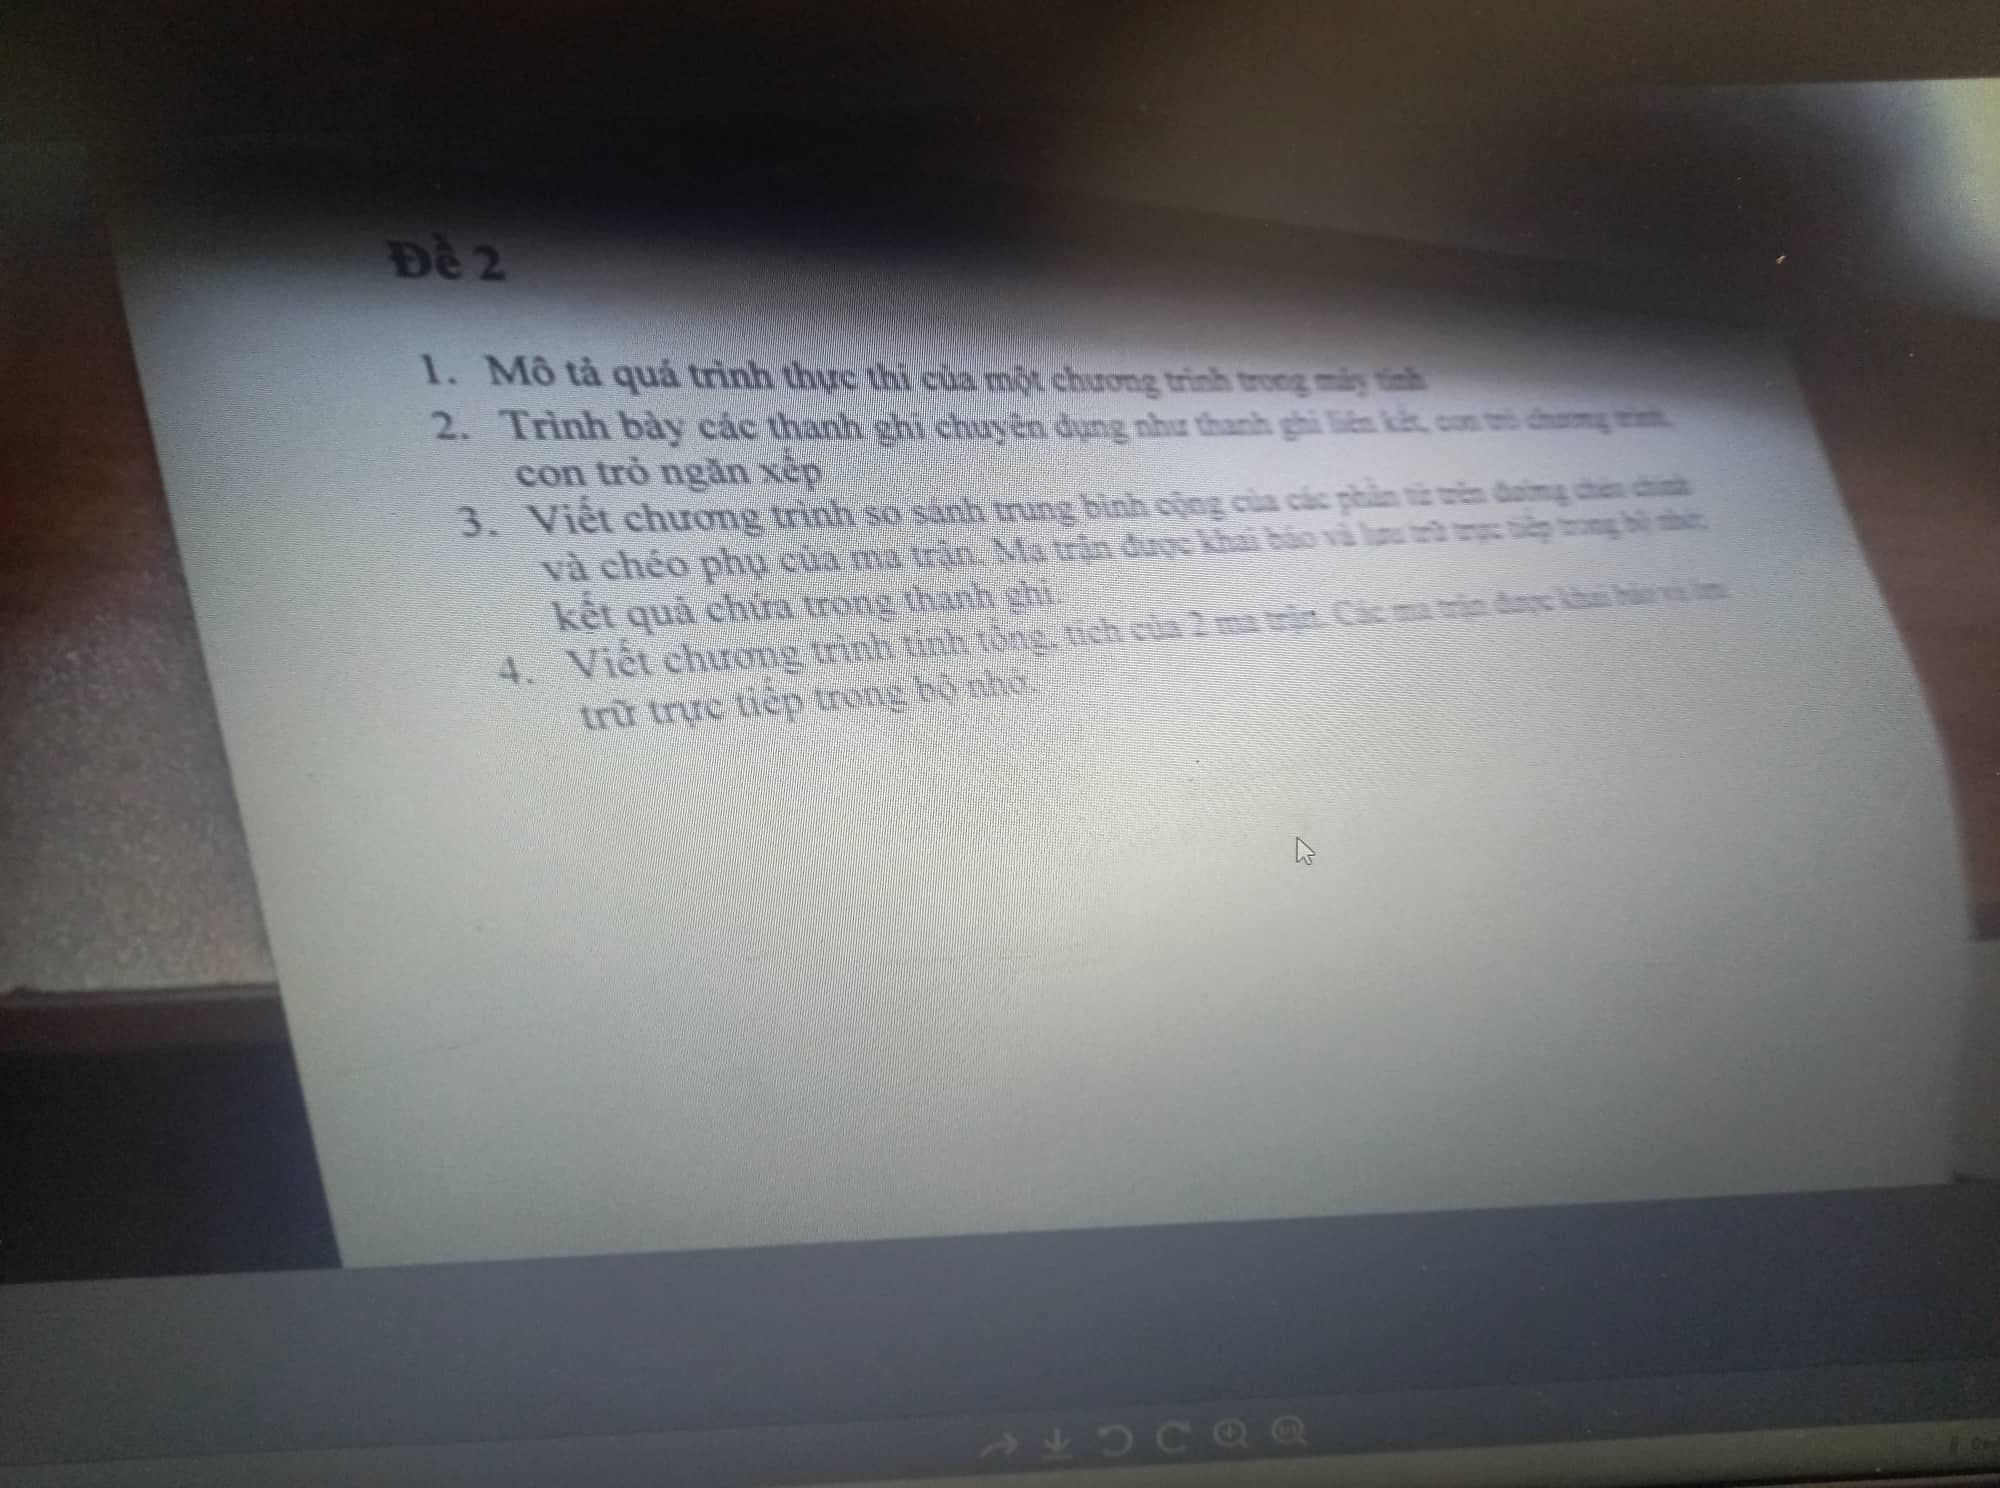 Đề 2
1. Mô tả quá trình thực thi của một chương trình trong máy tính
2. Trình bày các thanh ghi chuyên dụng như thanh ghi liên kết, con trỏ chương trình,
con trỏ ngăn xếp
3. Viết chương trình so sánh trung bình cộng của các phần tử trên đường chéo chính
và chéo phụ của ma trận. Ma trận được khai báo và lưu trữ trực tiếp trong bộ nhớ,
kết quả chứa trong thanh ghi.
4. Viết chương trình tính tổng, tích của 2 ma trận. Các ma trận được khai báo và lưu
trữ trực tiếp trong bộ nhớ.